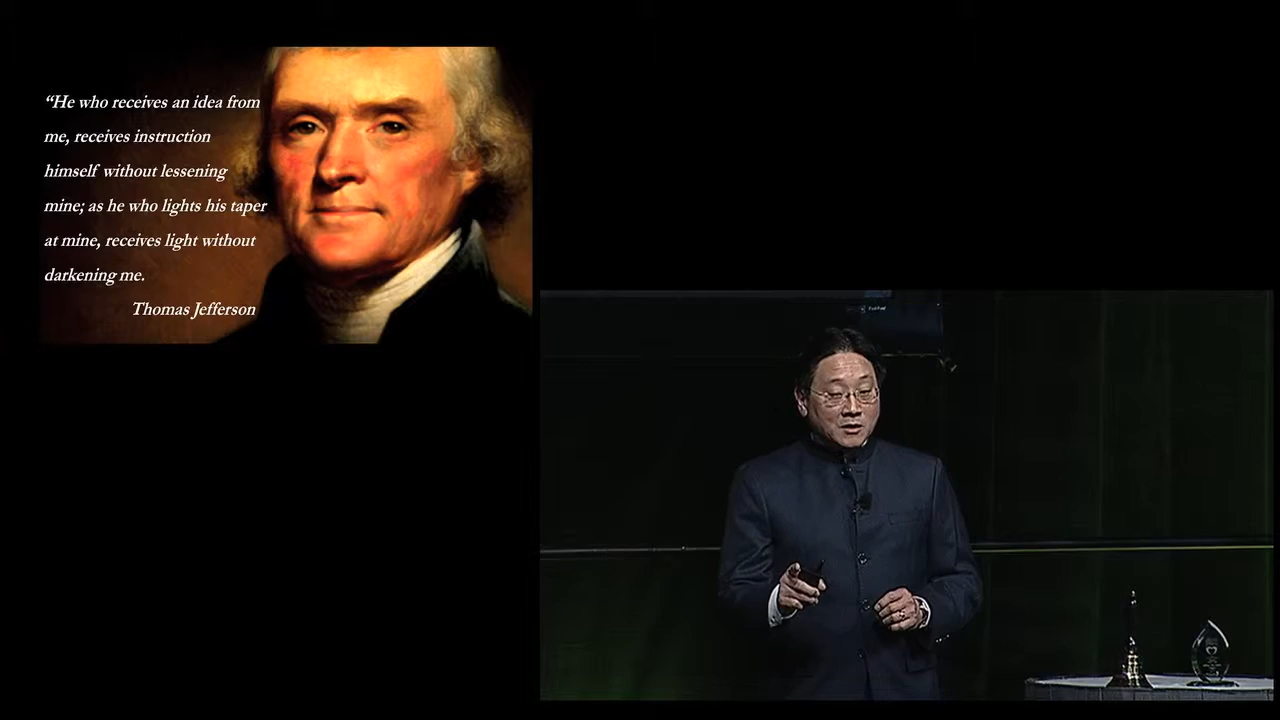 “He who receives an idea from
me, receives instruction
himself without lessening
mine; as he who lights his taper
at mine, receives light without
darkening me.
Thomas Jefferson